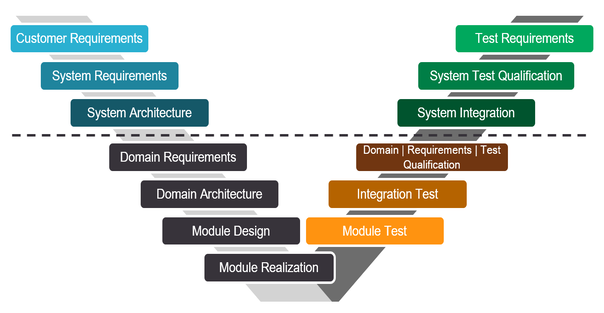 Customer Requirements
Test Requirements
System Requirements
System Test Qualification
System Architecture
System Integration
Domain Requirements
Domain | Requirements | Test
Qualification
Domain Architecture
Integration Test
Module Design
Module Test
Module Realization